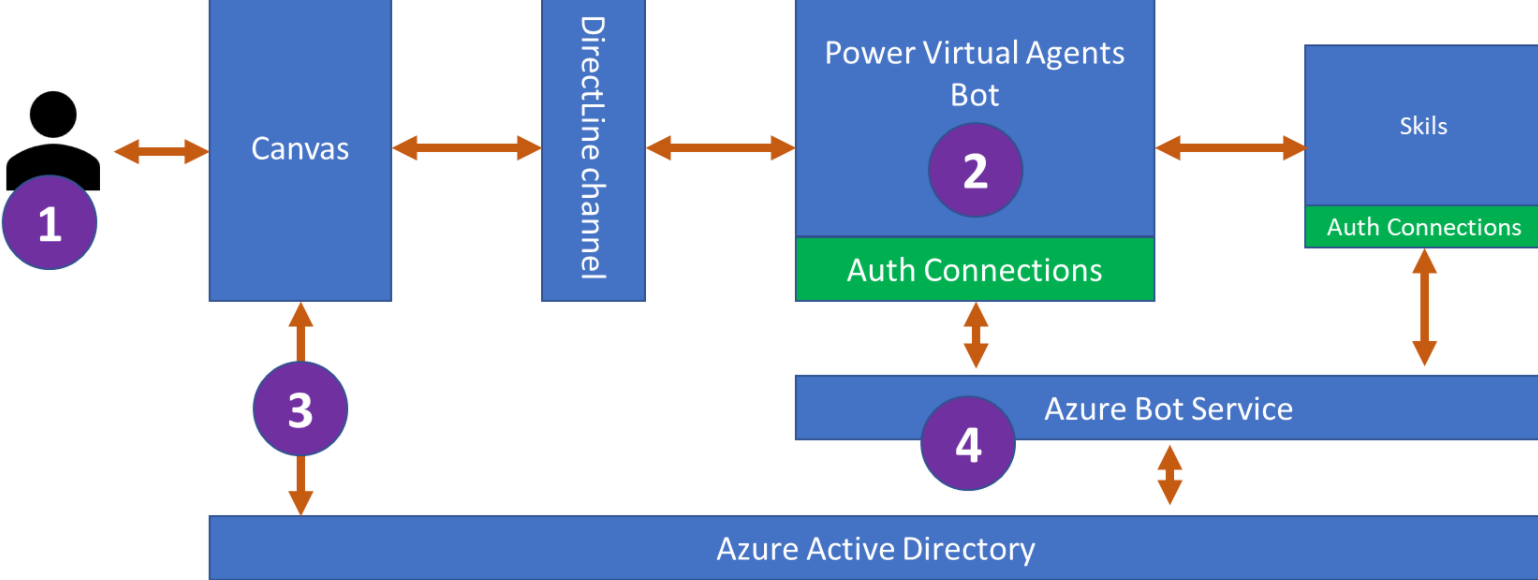 Power Virtual Agents
Bot
Canvas
DirectLine channel
Skils
1
2
Auth Connections
Auth Connections
3
4
Azure Bot Service
Azure Active Directory